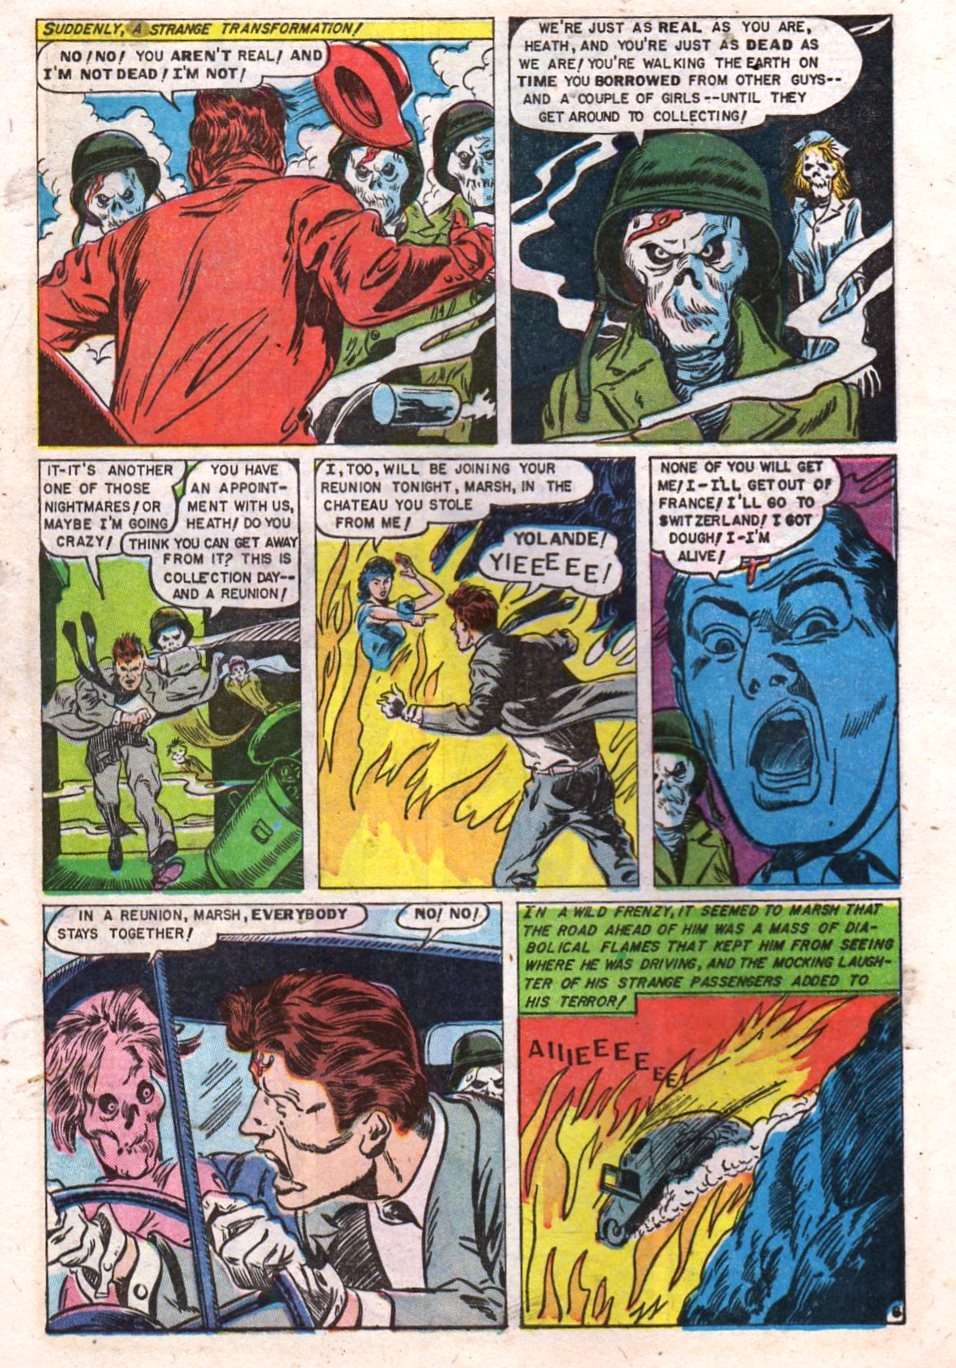 SUDDENLY, A STRANGE TRANSFORMATION!
NO! NO! YOU AREN'T REAL! AND
I'M NOT DEAD! I'M NOT!
WE'RE JUST AS REAL AS YOU ARE,
HEATH, AND YOU'RE JUST AS DEAD AS
WE ARE! YOU'RE WALKING THE EARTH ON
TIME YOU BORROWED FROM OTHER GUYS--
AND A COUPLE OF GIRLS--UNTIL THEY
GET AROUND TO COLLECTING!
IT-IT'S ANOTHER
ONE OF THOSE
NIGHTMARES! OR
MAYBE I'M GOING
CRAZY!
YOU HAVE
AN APPOINT-
MENT WITH US,
HEATH! DO YOU
THINK YOU CAN GET AWAY
FROM IT? THIS IS
COLLECTION DAY--
AND A REUNION!
I, TOO, WILL BE JOINING YOUR
REUNION TONIGHT, MARSH, IN THE
CHATEAU YOU STOLE
FROM ME!
YOLANDE!
YIEEEEEE!
NONE OF YOU WILL GET
ME! I-I'LL GET OUT OF
FRANCE! I'LL GO TO
SWITZERLAND! I GOT
DOUGH! I-I'M
ALIVE!
IN A REUNION, MARSH, EVERYBODY
STAYS TOGETHER!
NO! NO!
IN A WILD FRENZY, IT SEEMED TO MARSH THAT
THE ROAD AHEAD OF HIM WAS A MASS OF DIA-
BOLICAL FLAMES THAT KEPT HIM FROM SEEING
WHERE HE WAS DRIVING, AND THE MOCKING LAUGH-
TER OF HIS STRANGE PASSENGERS ADDED TO
HIS TERROR!
AIIIEEEEEE!
6